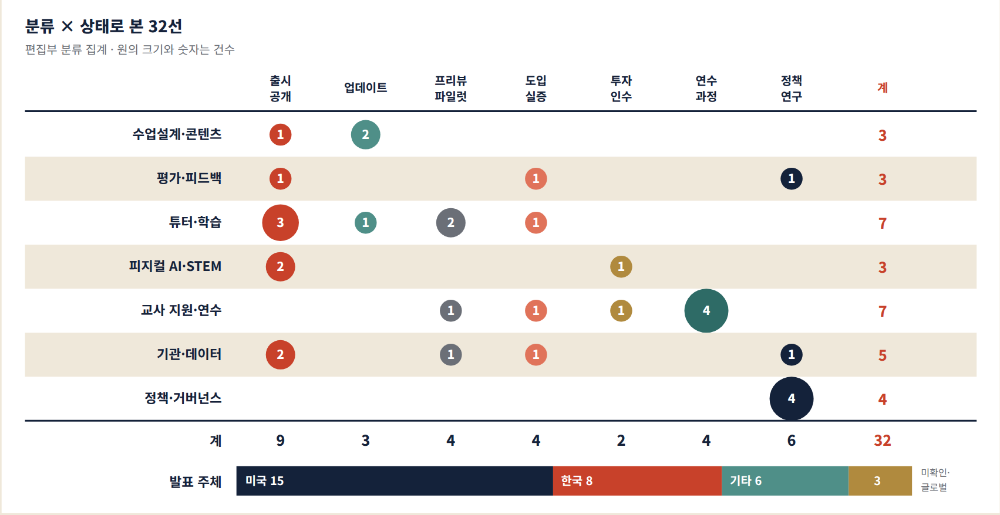 분류 × 상태로 본 32선
편집부 분류 집계 · 원의 크기와 숫자는 건수
출시 공개 업데이트 프리뷰 파일럿 도입 실증 투자 인수 연수 과정 정책 연구 계
수업설계·콘텐츠 1 2 3
평가·피드백 1 1 1 3
튜터·학습 3 1 2 1 7
피지컬 AI·STEM 2 1 3
교사 지원·연수 1 1 1 4 7
기관·데이터 2 1 1 1 5
정책·거버넌스 4 4
계 9 3 4 4 2 4 6 32
발표 주체 미국 15 한국 8 기타 6 3 미확인·
글로벌